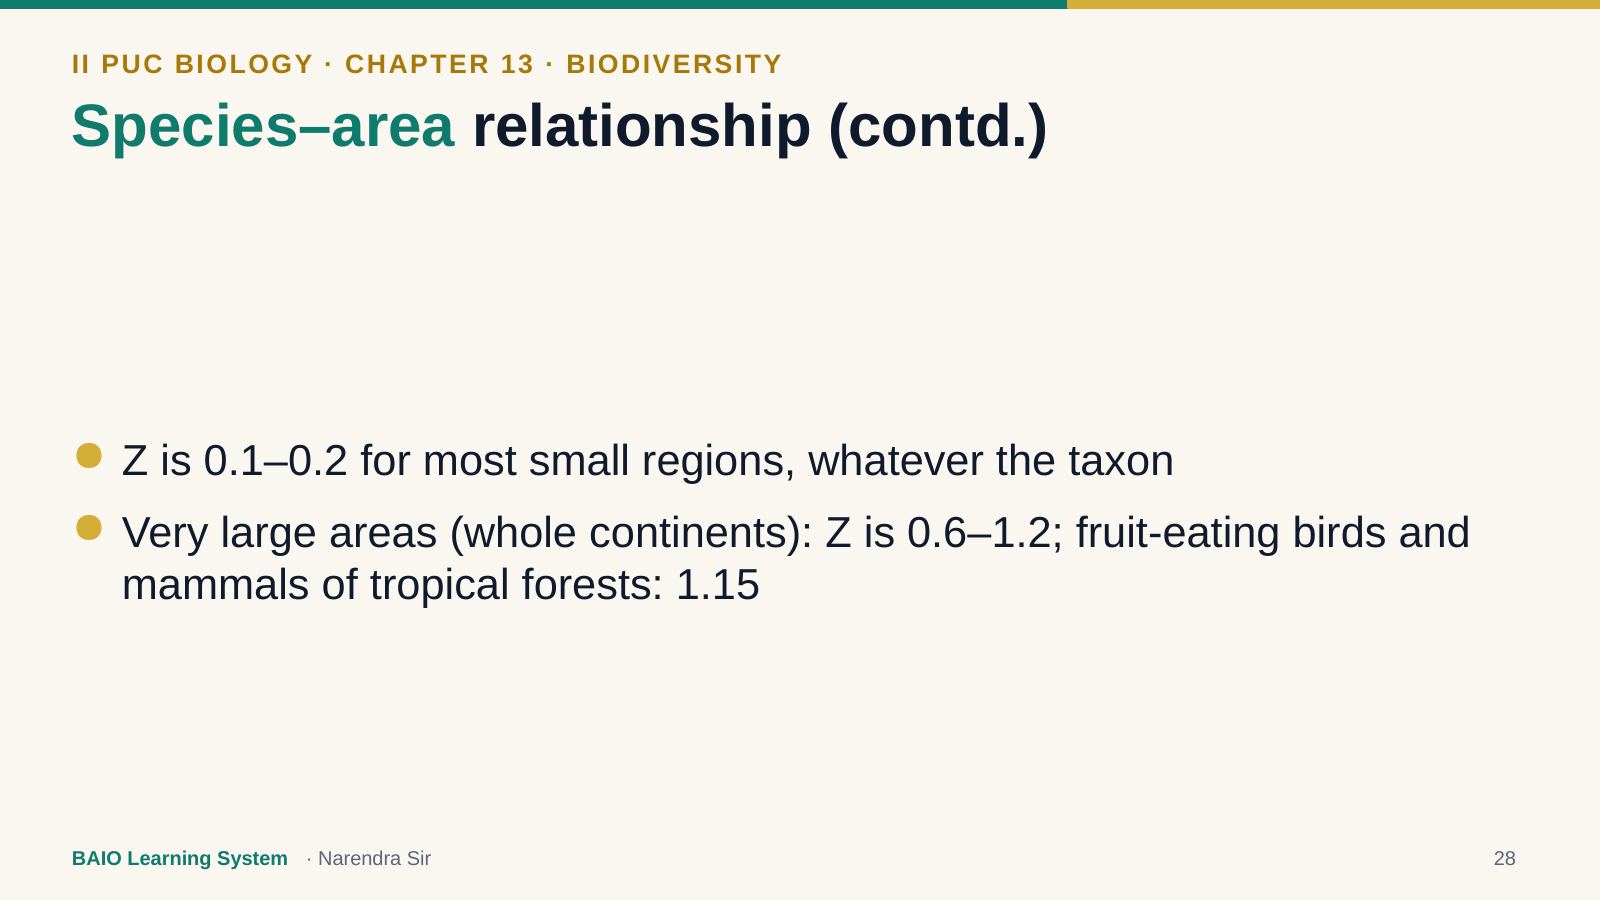 II PUC BIOLOGY · CHAPTER 13 · BIODIVERSITY
Species–area relationship (contd.)
Z is 0.1–0.2 for most small regions, whatever the taxon
Very large areas (whole continents): Z is 0.6–1.2; fruit-eating birds and
mammals of tropical forests: 1.15
BAIO Learning System · Narendra Sir
28